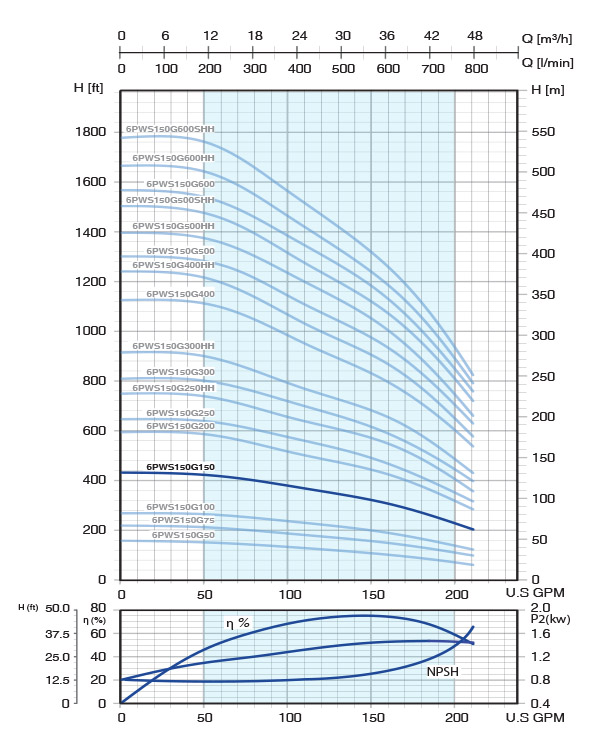 0 6 12 18 24 30 36 42 48 Q [m³/h]
0 100 200 300 400 500 600 700 800 Q [l/min]
H [ft] H [m]
6PWS1s0G600SHH
1800 550
6PWS1s0G600HH
500
1600 6PWS1s0G600
6PWS1s0Gs00SHH
450
1400 6PWS1s0Gs00HH
6PWS1s0Gs00 400
6PWS1s0G400HH
1200 350
6PWS1s0G400
1000 300
6PWS1s0G300HH
250
800 6PWS1s0G300
6PWS1s0G2s0HH
200
6PWS1s0G2s0
600 6PWS1s0G200
150
400 6PWS1s0G1s0
100
6PWS1s0G100
200 6PWS1s0G7s
6PWS1s0Gs0 50
0 0
0 50 100 150 200 U.S GPM
H (ft) 50.0 80 2.0
η (%) η % P2(kw)
37.5 60 1.6
25.0 40 1.2
12.5 20 NPSH 0.8
0 0 0.4
0 50 100 150 200 U.S GPM